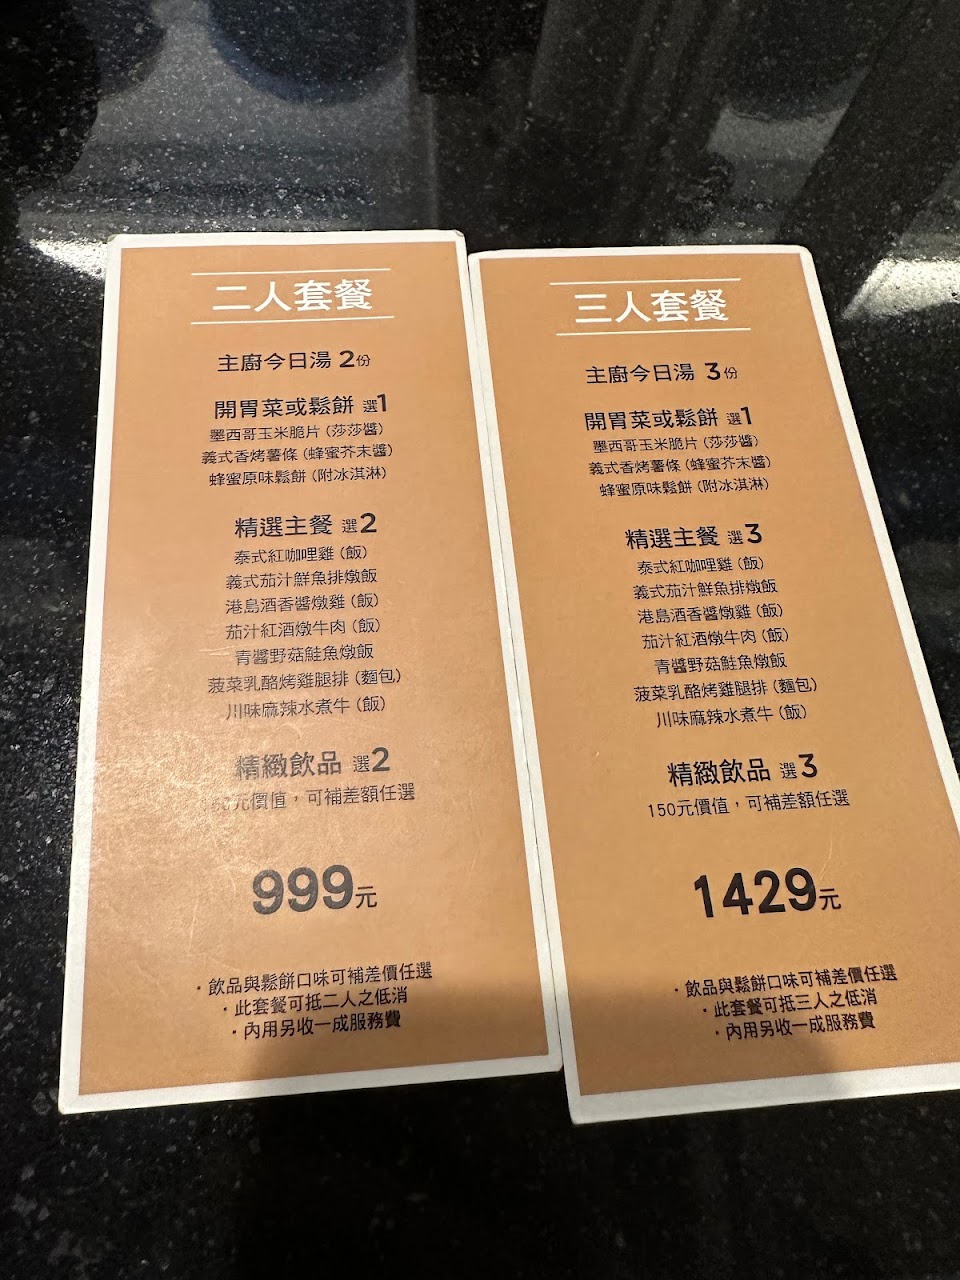 二人套餐
主廚今日湯 2份
開胃菜或鬆餅 選1
墨西哥玉米脆片 (莎莎醬)
義式香烤薯條 (蜂蜜芥末醬)
蜂蜜原味鬆餅 (附冰淇淋)
精選主餐 選2
泰式紅咖哩雞 (飯)
義式茄汁鮮魚排燉飯
港島酒香醬燉雞 (飯)
茄汁紅酒燉牛肉 (飯)
青醬野菇鮭魚燉飯
菠菜乳酪烤雞腿排 (麵包)
川味麻辣水煮牛 (飯)
精緻飲品 選2
150元價值，可補差額任選
999元
·飲品與鬆餅口味可補差價任選
·此套餐可抵二人之低消
·內用另收一成服務費
三人套餐
主廚今日湯 3份
開胃菜或鬆餅 選1
墨西哥玉米脆片 (莎莎醬)
義式香烤薯條 (蜂蜜芥末醬)
蜂蜜原味鬆餅 (附冰淇淋)
精選主餐 選3
泰式紅咖哩雞 (飯)
義式茄汁鮮魚排燉飯
港島酒香醬燉雞 (飯)
茄汁紅酒燉牛肉 (飯)
青醬野菇鮭魚燉飯
菠菜乳酪烤雞腿排 (麵包)
川味麻辣水煮牛 (飯)
精緻飲品 選3
150元價值，可補差額任選
1429元
·飲品與鬆餅口味可補差價任選
·此套餐可抵三人之低消
·內用另收一成服務費